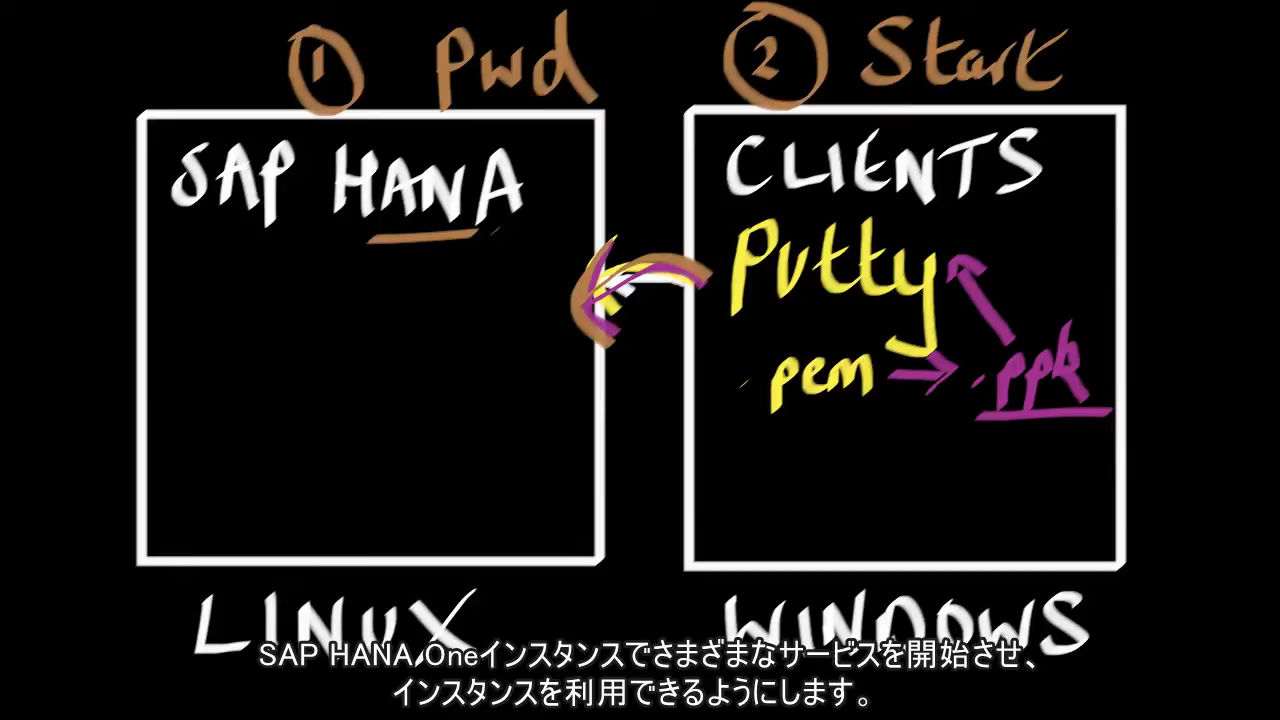 ① Pwd
② Start
SAP HANA
CLIENTS
Putty
.pem → .ppk
LINUX
WINDOWS
SAP HANA Oneインスタンスでさまざまなサービスを開始させ、
インスタンスを利用できるようにします。